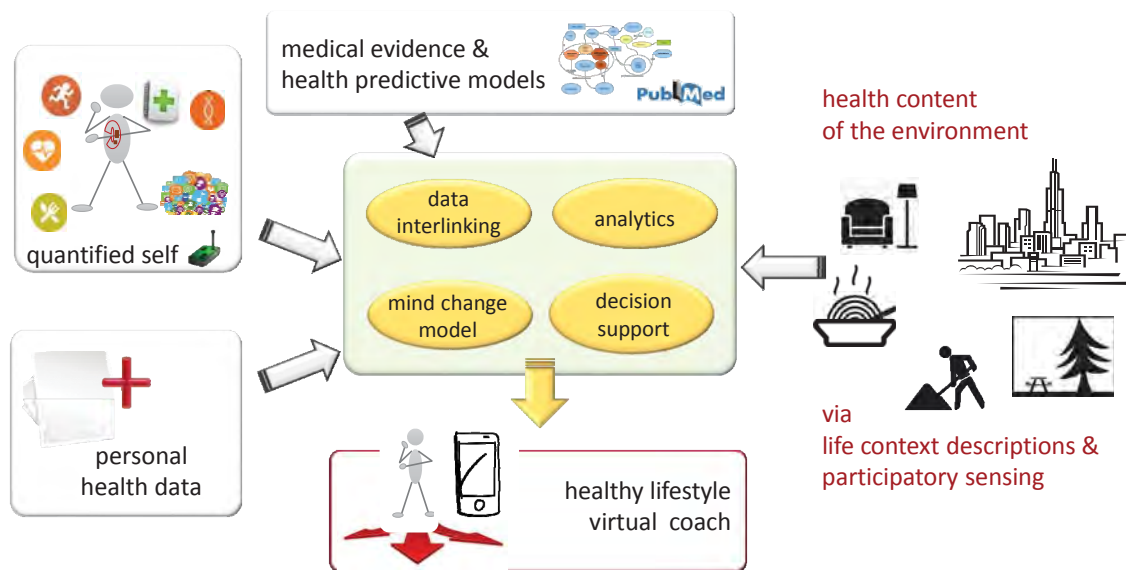 medical evidence &
health predictive models
PubMed
quantified self
health content
of the environment
data
interlinking
analytics
mind change
model
decision
support
personal
health data
healthy lifestyle
virtual coach
via
life context descriptions &
participatory sensing